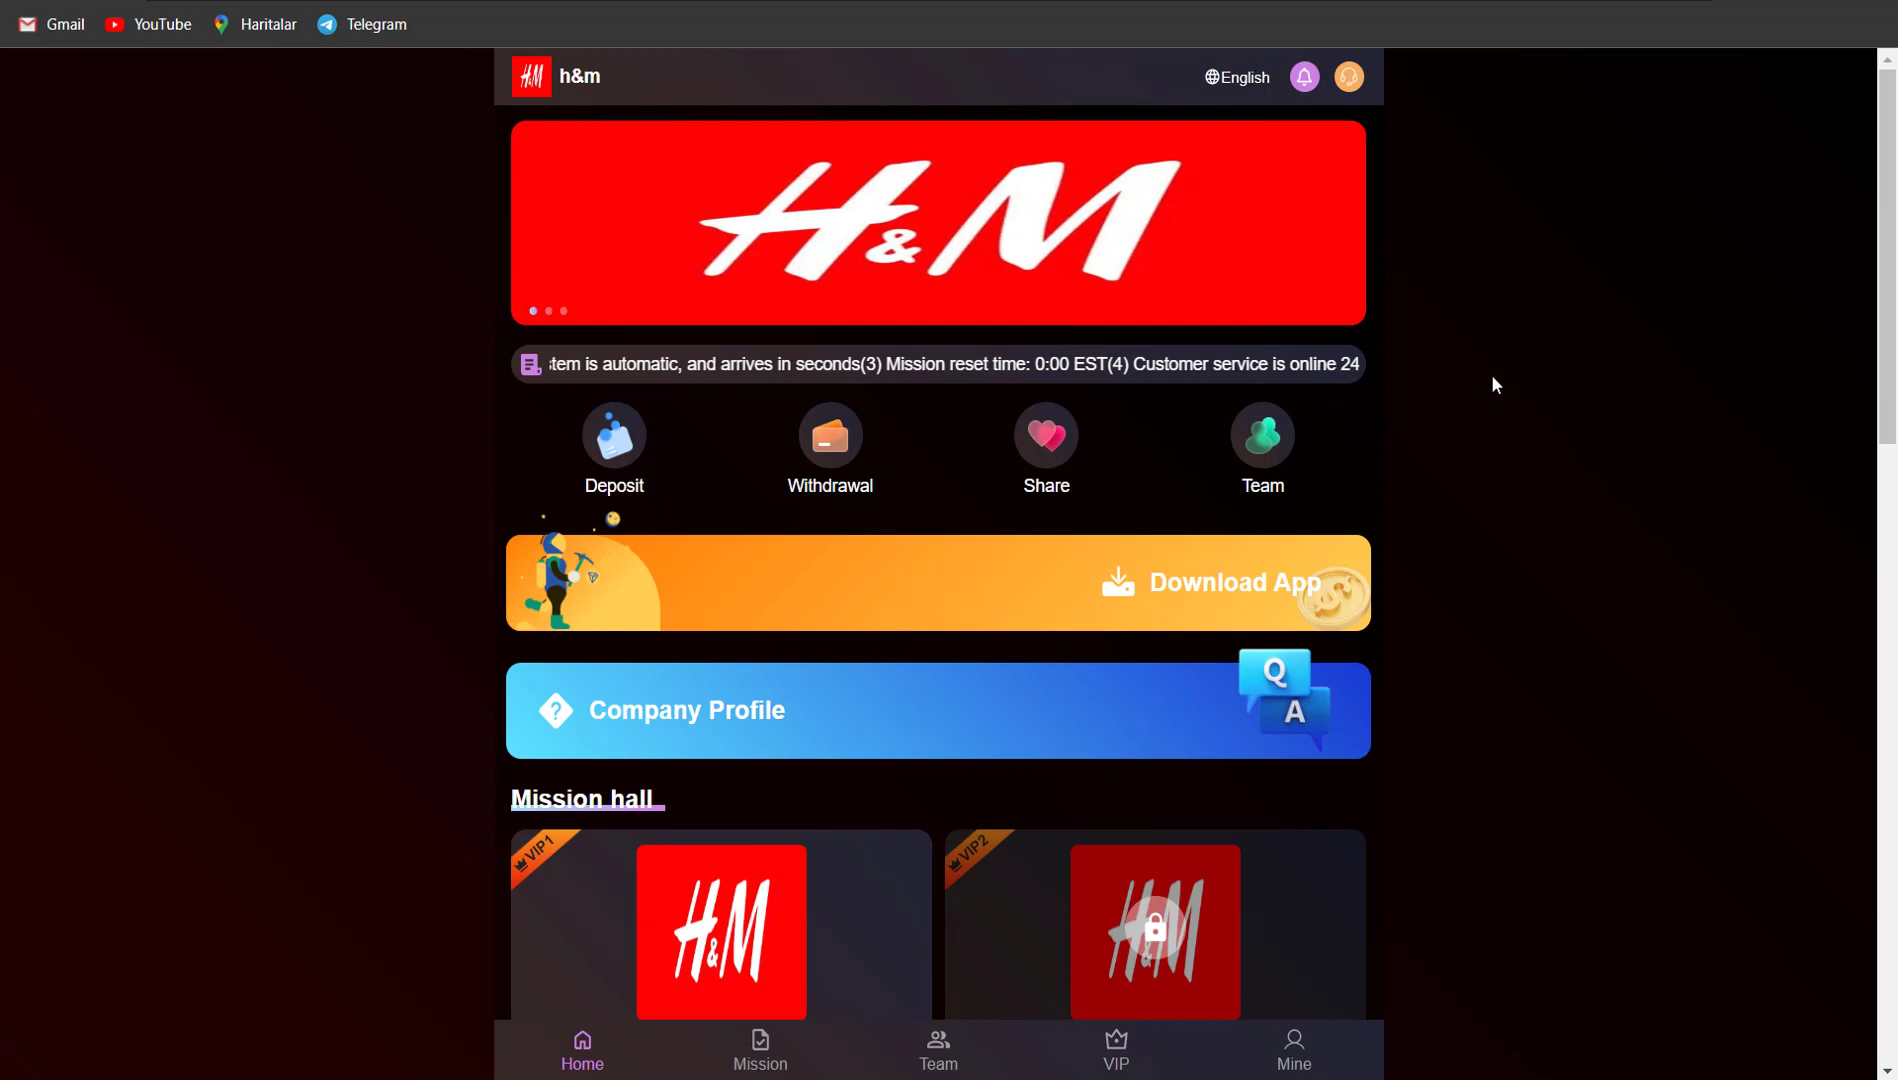 Gmail YouTube Haritalar Telegram
H&M h&m English
H&M
tem is automatic, and arrives in seconds(3) Mission reset time: 0:00 EST(4) Customer service is online 24
Deposit Withdrawal Share Team
Download App
Company Profile
Q
A
Mission hall
VIP1 VIP2
H&M H&M
Home Mission Team VIP Mine